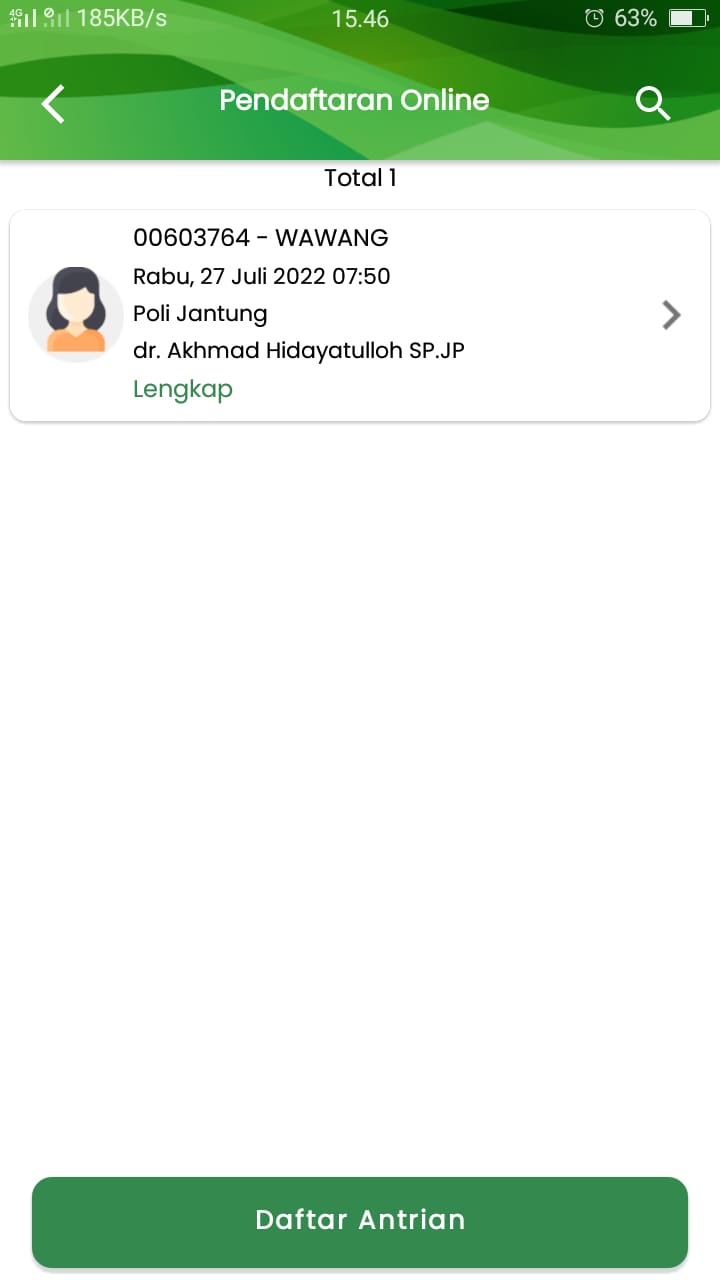 4G 185KB/s 15.46 63%
Pendaftaran Online
Total 1
00603764 - WAWANG
Rabu, 27 Juli 2022 07:50
Poli Jantung
dr. Akhmad Hidayatulloh SP.JP
Lengkap
Daftar Antrian